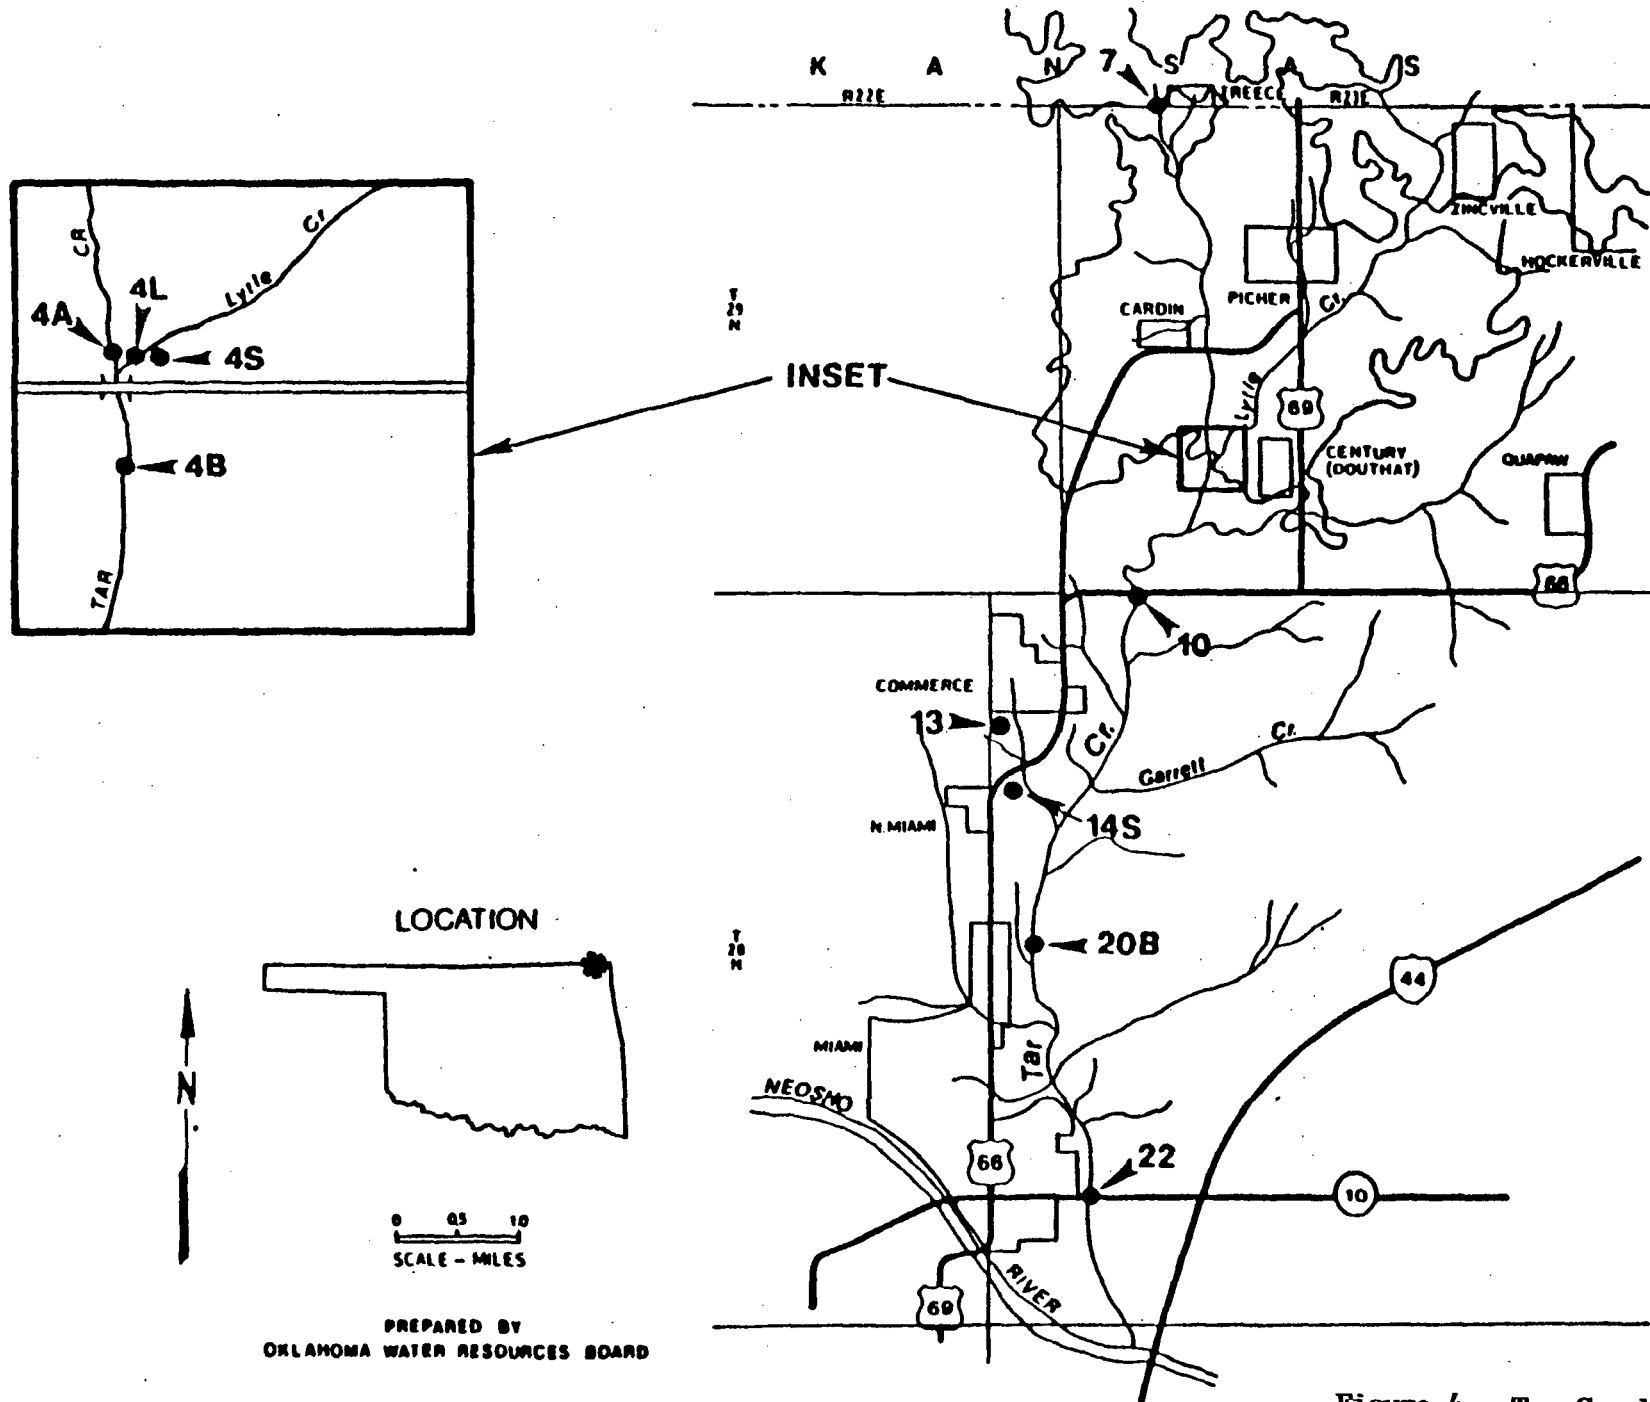 K A N S A S
7
R22E
TREECE
R23E
ZINCVILLE
HOCKERVILLE
PICHER
Cr.
CARDIN
T
29
N
INSET
Lytle
69
CENTURY
(DOUTHAT)
QUAPAW
66
10
COMMERCE
13
Cr.
Garrett Cr.
14S
N. MIAMI
20B
T
28
N
44
MIAMI
Tar
NEOSHO
66
22
10
RIVER
69
CR
Lytle Cr.
4A
4L
4S
4B
TAR
LOCATION
N
0 0.5 1.0
SCALE – MILES
PREPARED BY
OKLAHOMA WATER RESOURCES BOARD